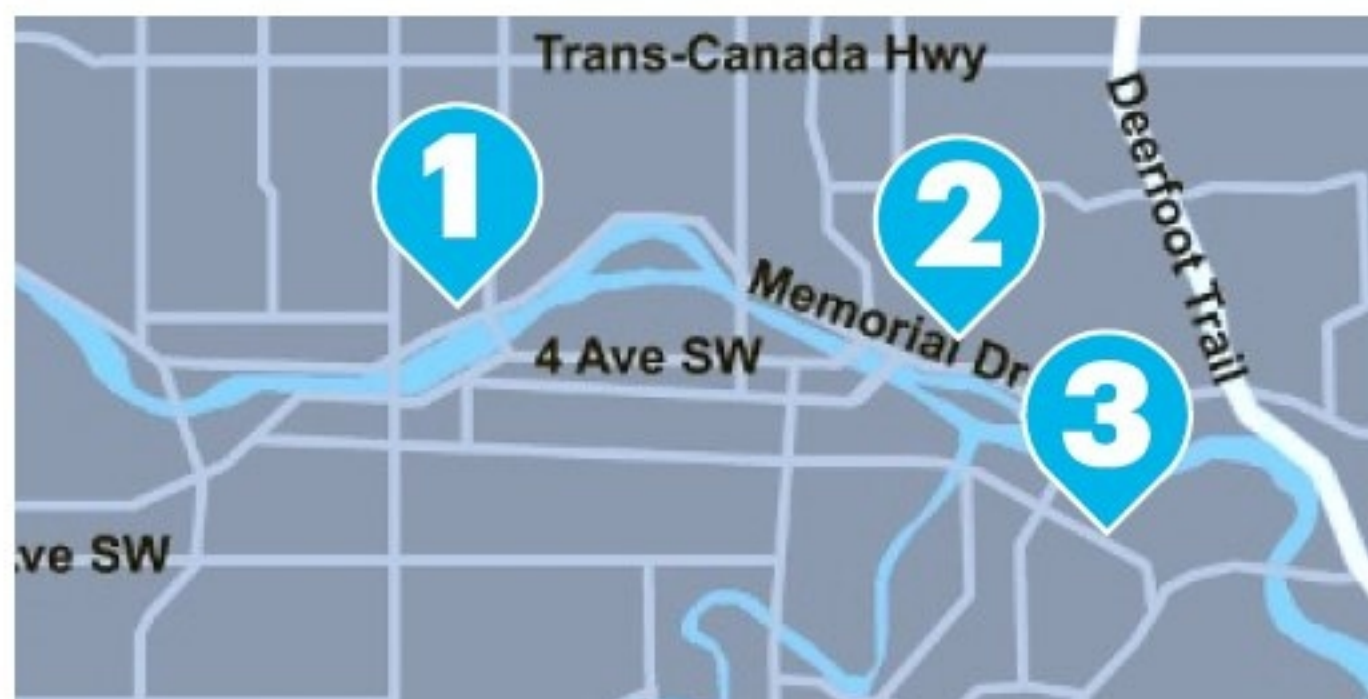 Trans-Canada Hwy
Deerfoot Trail
1
2
Memorial Dr
4 Ave SW
3
ve SW